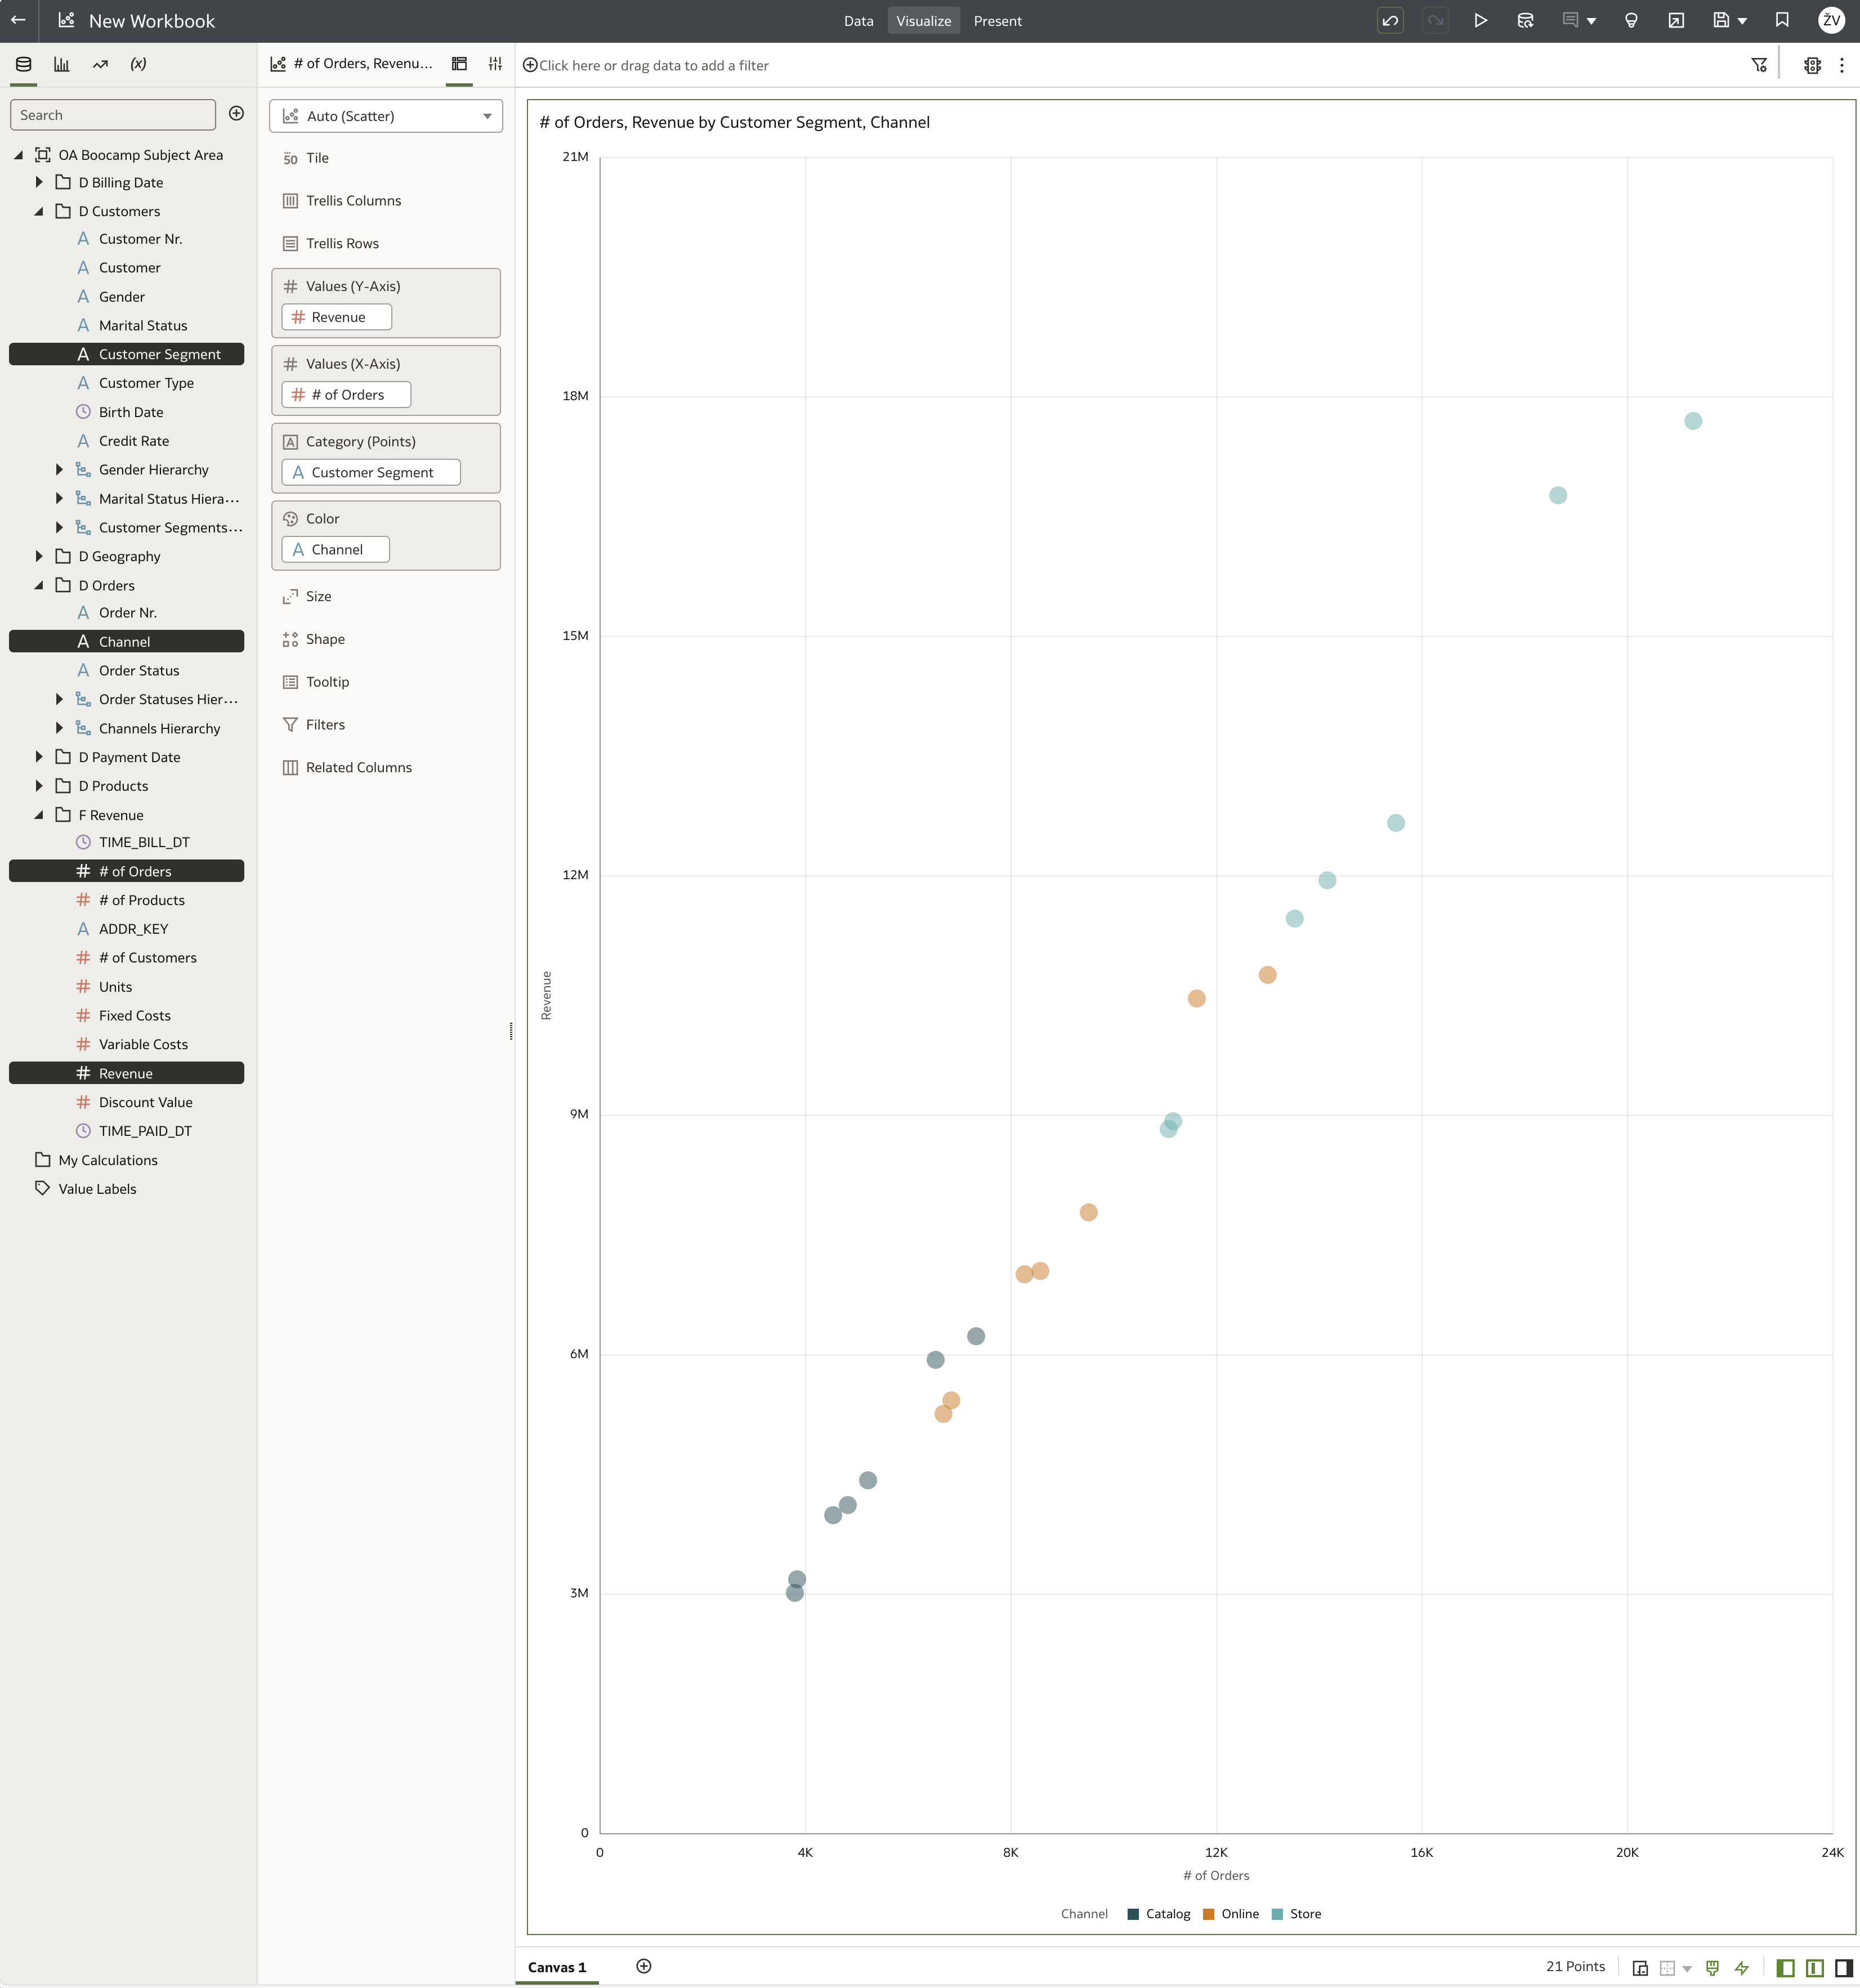 New Workbook
Data
Visualize
Present
ŽV
(x)
# of Orders, Revenu...
Click here or drag data to add a filter
Search
OA Boocamp Subject Area
D Billing Date
D Customers
A Customer Nr.
A Customer
A Gender
A Marital Status
A Customer Segment
A Customer Type
Birth Date
A Credit Rate
Gender Hierarchy
Marital Status Hiera...
Customer Segments...
D Geography
D Orders
A Order Nr.
A Channel
A Order Status
Order Statuses Hier...
Channels Hierarchy
D Payment Date
D Products
F Revenue
TIME_BILL_DT
# # of Orders
# # of Products
A ADDR_KEY
# # of Customers
# Units
# Fixed Costs
# Variable Costs
# Revenue
# Discount Value
TIME_PAID_DT
My Calculations
Value Labels
Auto (Scatter)
50 Tile
Trellis Columns
Trellis Rows
# Values (Y-Axis)
# Revenue
# Values (X-Axis)
# # of Orders
A Category (Points)
A Customer Segment
Color
A Channel
Size
Shape
Tooltip
Filters
Related Columns
# of Orders, Revenue by Customer Segment, Channel
21M
18M
15M
12M
9M
6M
3M
0
Revenue
0 4K 8K 12K 16K 20K 24K
# of Orders
Channel Catalog Online Store
Canvas 1
21 Points